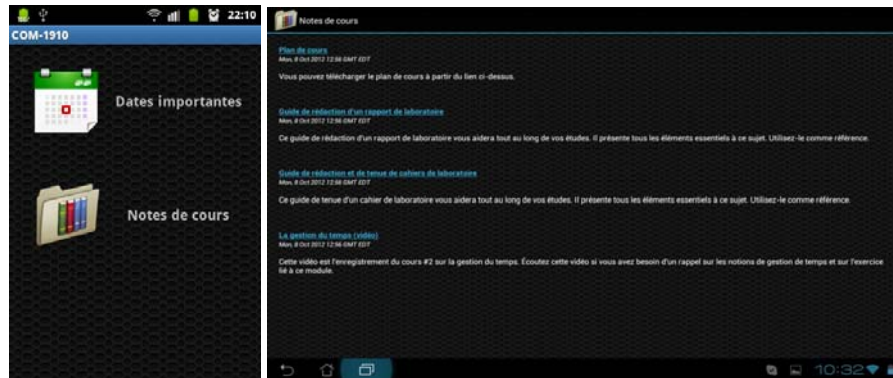 22:10
COM-1910
Dates importantes
Notes de cours
Notes de cours
Plan de cours
Mon, 8 Oct 2012 12:56 GMT EDT
Vous pouvez télécharger le plan de cours à partir du lien ci-dessus.
Guide de rédaction d'un rapport de laboratoire
Mon, 8 Oct 2012 12:56 GMT EDT
Ce guide de rédaction d'un rapport de laboratoire vous aidera tout au long de vos études. Il présente tous les éléments essentiels à ce sujet. Utilisez-le comme référence.
Guide de rédaction et de tenue de cahiers de laboratoire
Mon, 8 Oct 2012 12:56 GMT EDT
Ce guide de tenue d'un cahier de laboratoire vous aidera tout au long de vos études. Il présente tous les éléments essentiels à ce sujet. Utilisez-le comme référence.
La gestion du temps (vidéo)
Mon, 8 Oct 2012 12:56 GMT EDT
Cette vidéo est l'enregistrement du cours #2 sur la gestion du temps. Écoutez cette vidéo si vous avez besoin d'un rappel sur les notions de gestion de temps et sur l'exercice
lié à ce module.
10:32